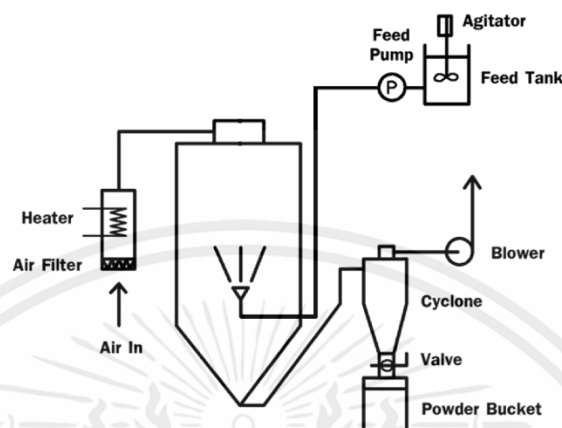 Agitator
Feed
Pump
P
Feed Tank
Heater
Air Filter
Air In
Blower
Cyclone
Valve
Powder Bucket